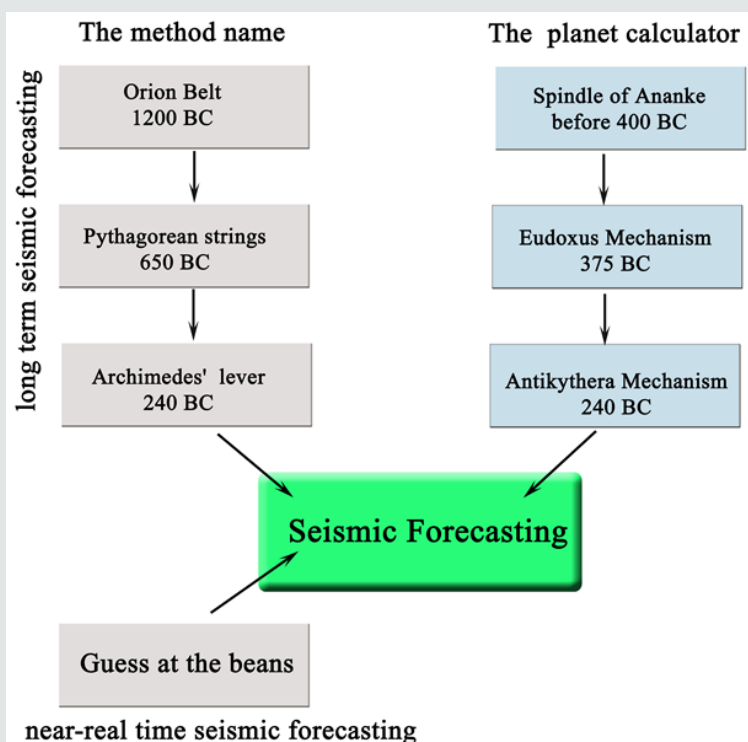 The method name
The planet calculator
long term seismic forecasting
Orion Belt
1200 BC
Spindle of Ananke
before 400 BC
Pythagorean strings
650 BC
Eudoxus Mechanism
375 BC
Archimedes' lever
240 BC
Antikythera Mechanism
240 BC
Seismic Forecasting
Guess at the beans
near-real time seismic forecasting